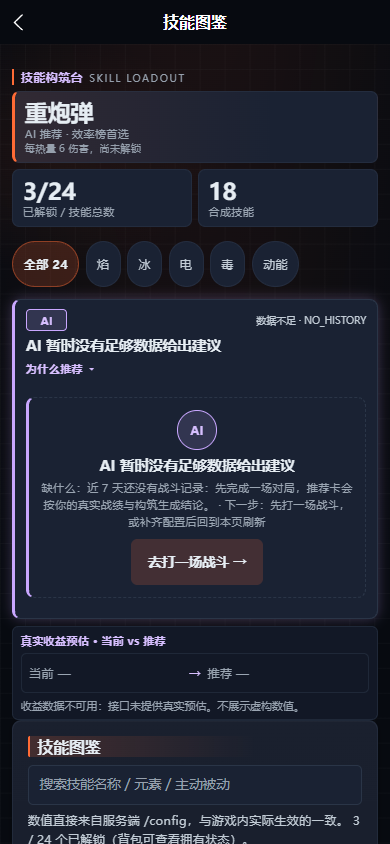 技能图鉴
技能构筑台 SKILL LOADOUT
重炮弹
AI 推荐 · 效率榜首选
每热量 6 伤害，尚未解锁
3/24
已解锁 / 技能总数
18
合成技能
全部 24
焰
冰
电
毒
动能
AI
数据不足 · NO_HISTORY
AI 暂时没有足够数据给出建议
为什么推荐
AI
AI 暂时没有足够数据给出建议
缺什么：近 7 天还没有战斗记录：先完成一场对局，推荐卡会
按你的真实战绩与构筑生成结论。 · 下一步：先打一场战斗，
或补齐配置后回到本页刷新
去打一场战斗 →
真实收益预估 • 当前 vs 推荐
当前 — → 推荐 —
收益数据不可用：接口未提供真实预估。不展示虚构数值。
技能图鉴
搜索技能名称 / 元素 / 主动被动
数值直接来自服务端 /config，与游戏内实际生效的一致。 3
/ 24 个已解锁（背包可查看拥有状态）。